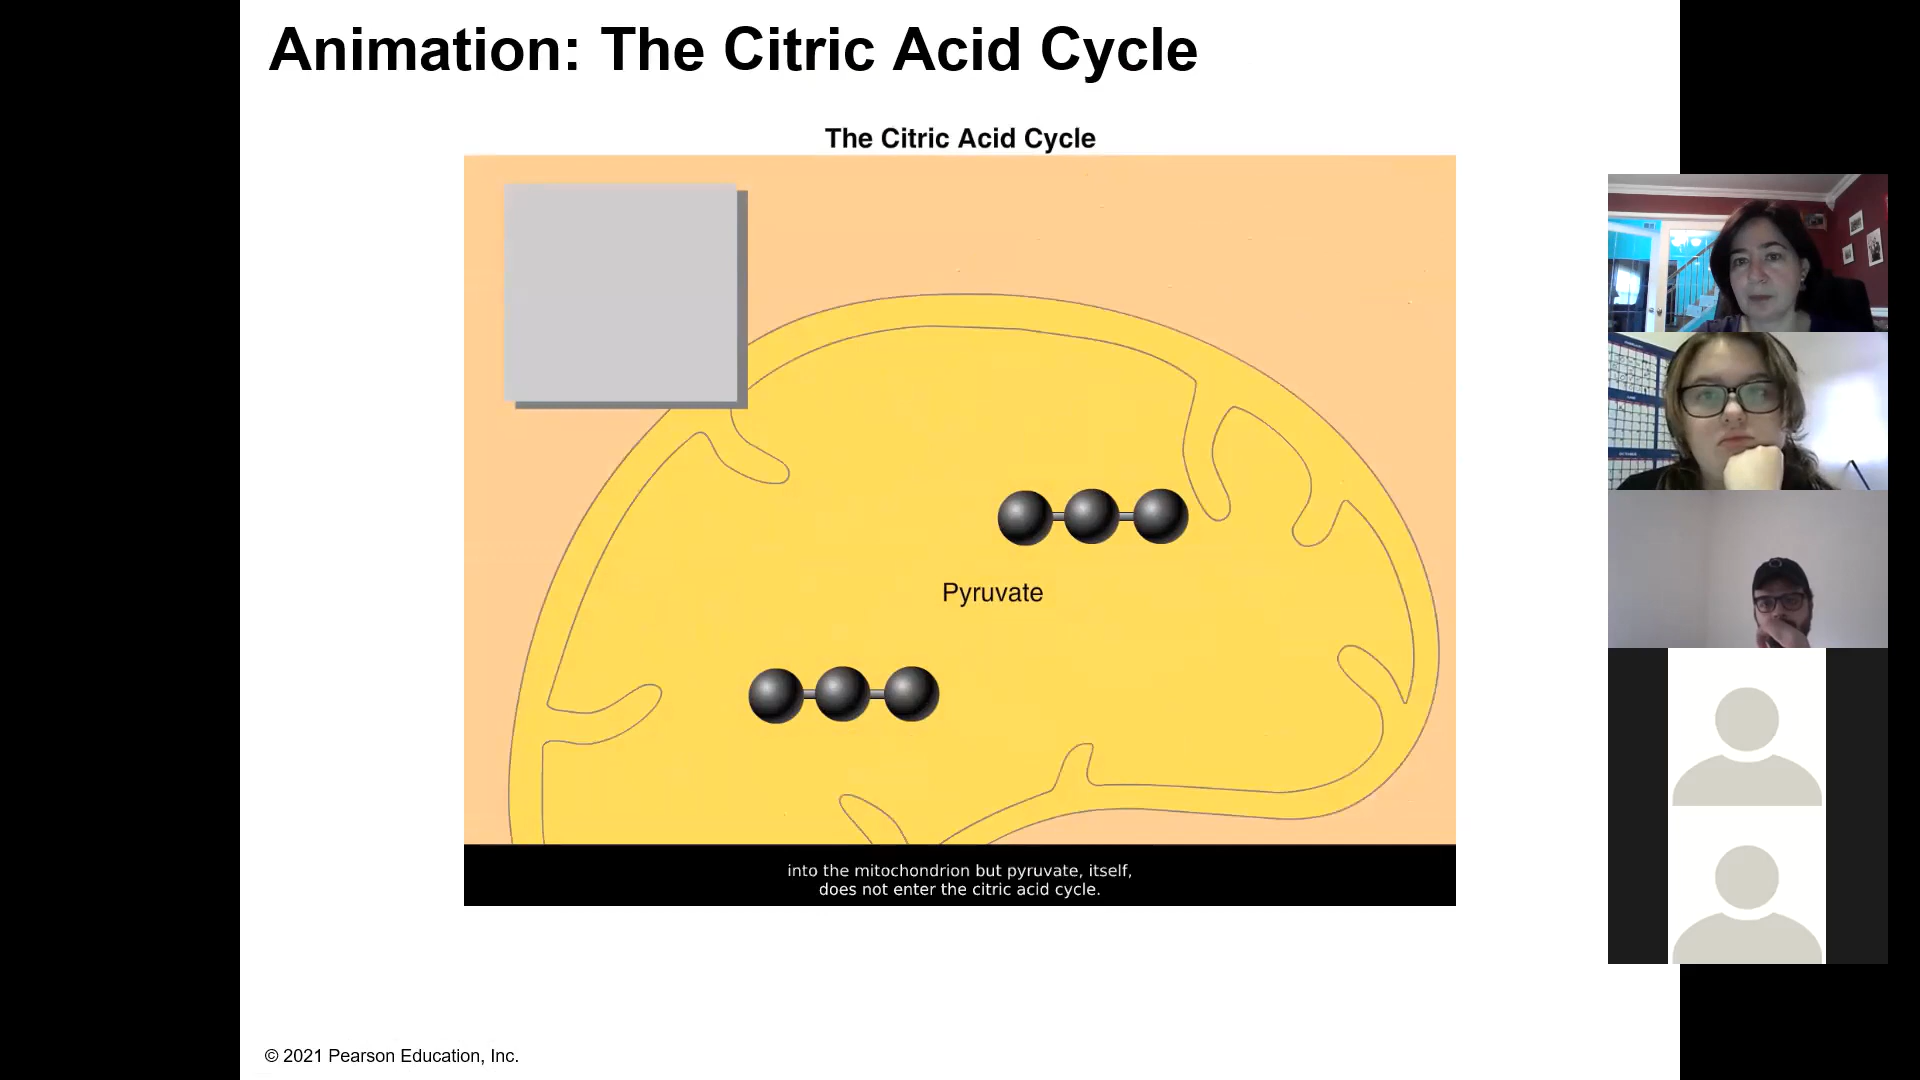 Animation: The Citric Acid Cycle
The Citric Acid Cycle
Pyruvate
into the mitochondrion but pyruvate, itself,
does not enter the citric acid cycle.
© 2021 Pearson Education, Inc.